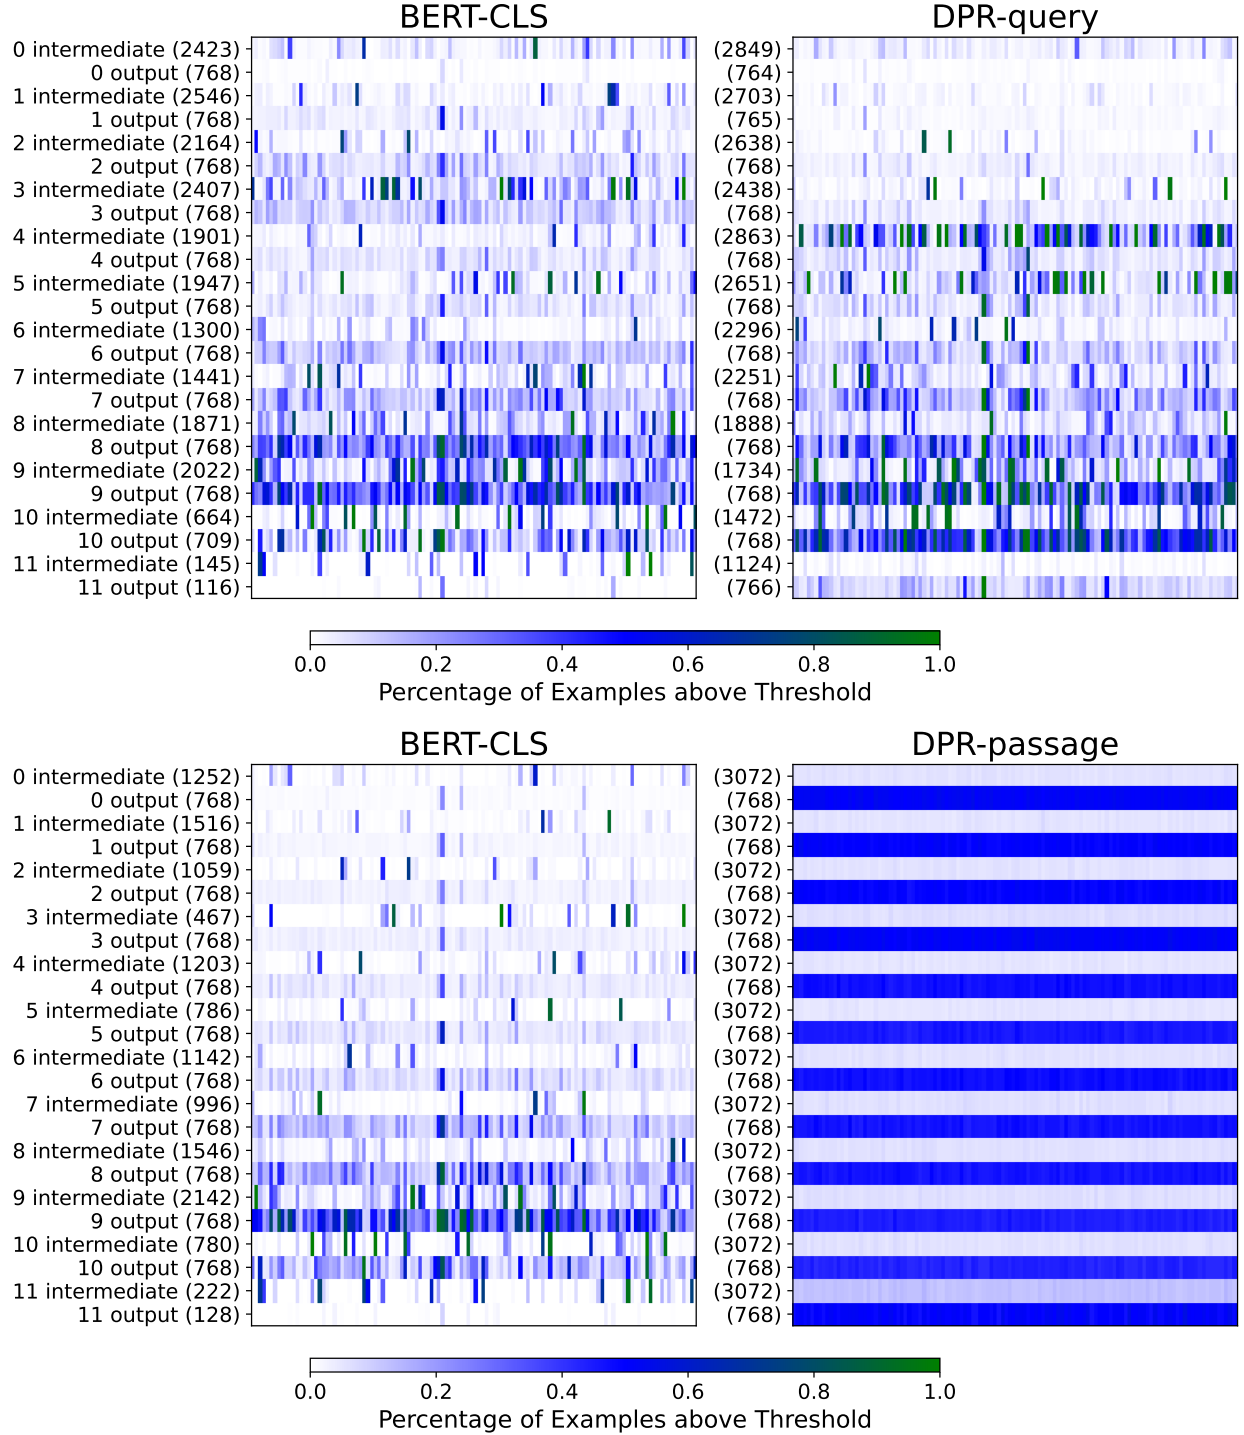 BERT-CLS DPR-query
0 intermediate (2423) (2849)
0 output (768) (764)
1 intermediate (2546) (2703)
1 output (768) (765)
2 intermediate (2164) (2638)
2 output (768) (768)
3 intermediate (2407) (2438)
3 output (768) (768)
4 intermediate (1901) (2863)
4 output (768) (768)
5 intermediate (1947) (2651)
5 output (768) (768)
6 intermediate (1300) (2296)
6 output (768) (768)
7 intermediate (1441) (2251)
7 output (768) (768)
8 intermediate (1871) (1888)
8 output (768) (768)
9 intermediate (2022) (1734)
9 output (768) (768)
10 intermediate (664) (1472)
10 output (709) (768)
11 intermediate (145) (1124)
11 output (116) (766)
0.0 0.2 0.4 0.6 0.8 1.0
Percentage of Examples above Threshold
BERT-CLS DPR-passage
0 intermediate (1252) (3072)
0 output (768) (768)
1 intermediate (1516) (3072)
1 output (768) (768)
2 intermediate (1059) (3072)
2 output (768) (768)
3 intermediate (467) (3072)
3 output (768) (768)
4 intermediate (1203) (3072)
4 output (768) (768)
5 intermediate (786) (3072)
5 output (768) (768)
6 intermediate (1142) (3072)
6 output (768) (768)
7 intermediate (996) (3072)
7 output (768) (768)
8 intermediate (1546) (3072)
8 output (768) (768)
9 intermediate (2142) (3072)
9 output (768) (768)
10 intermediate (780) (3072)
10 output (768) (768)
11 intermediate (222) (3072)
11 output (128) (768)
0.0 0.2 0.4 0.6 0.8 1.0
Percentage of Examples above Threshold